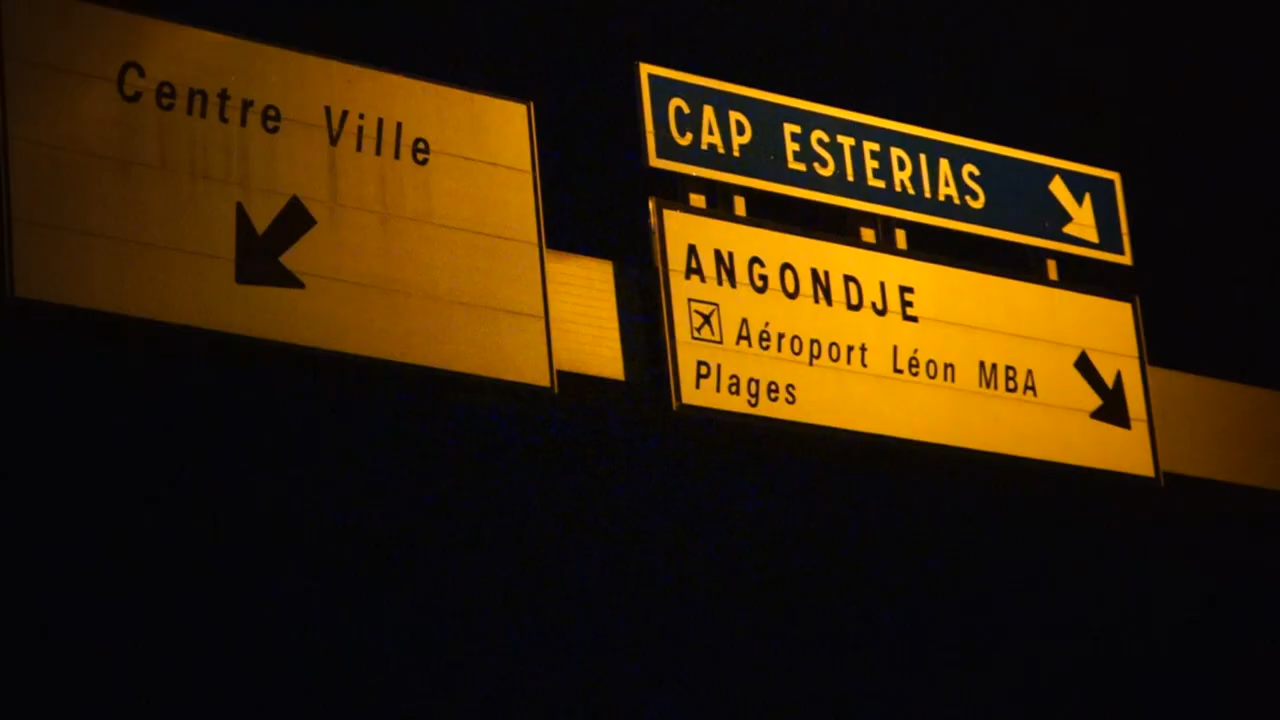 Centre Ville
CAP ESTERIAS
ANGONDJE
Aéroport Léon MBA
Plages